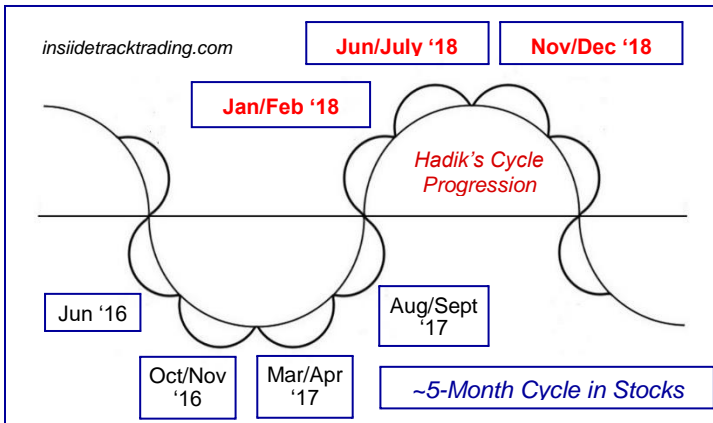 insiidetracktrading.com
Jun/July ‘18
Nov/Dec ‘18
Jan/Feb ‘18
Hadik’s Cycle
Progression
Jun ‘16
Aug/Sept
‘17
Oct/Nov
‘16
Mar/Apr
‘17
~5-Month Cycle in Stocks